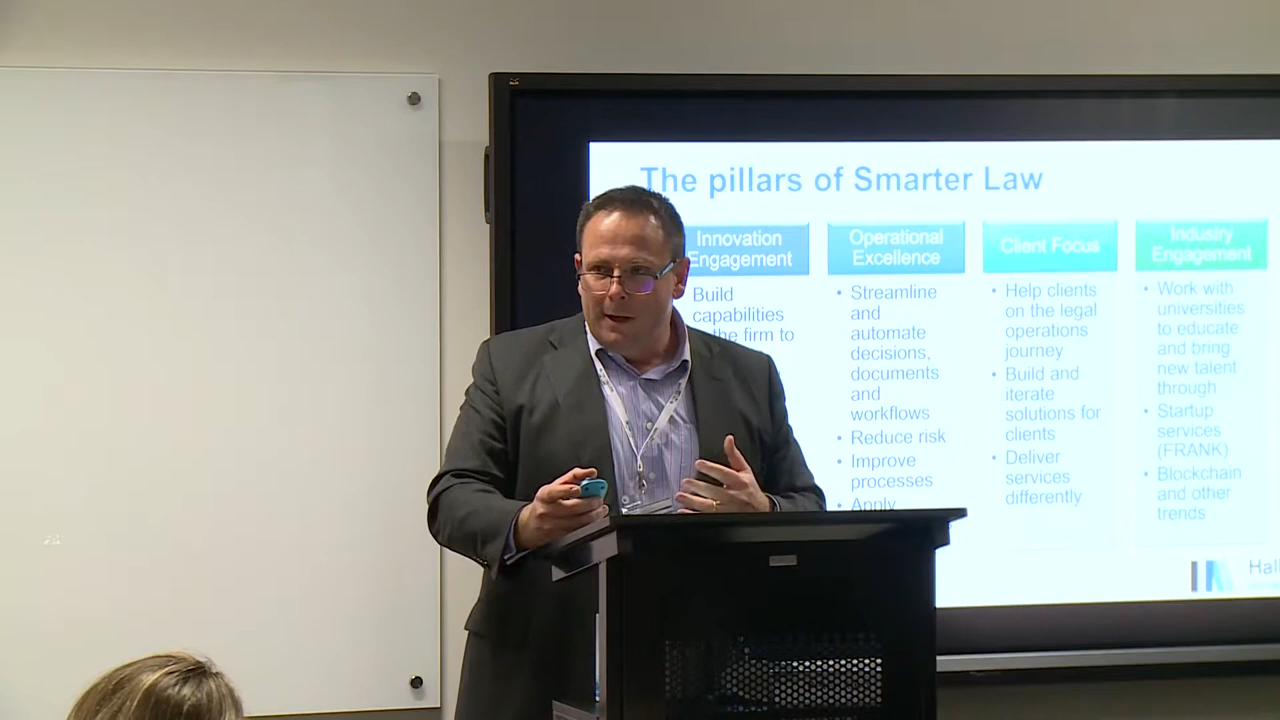 The pillars of Smarter Law
Innovation
Engagement
Build
capabilities
the firm to
Operational
Excellence
• Streamline
and
automate
decisions,
documents
and
workflows
• Reduce risk
• Improve
processes
• Apply
Client Focus
• Help clients
on the legal
operations
journey
• Build and
iterate
solutions for
clients
• Deliver
services
differently
Industry
Engagement
• Work with
universities
to educate
and bring
new talent
through
• Startup
services
(FRANK)
• Blockchain
and other
trends
Hall